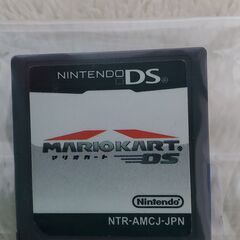 NINTENDO DS
MARIOKART
マリオカート
DS
Nintendo
NTR-AMCJ-JPN